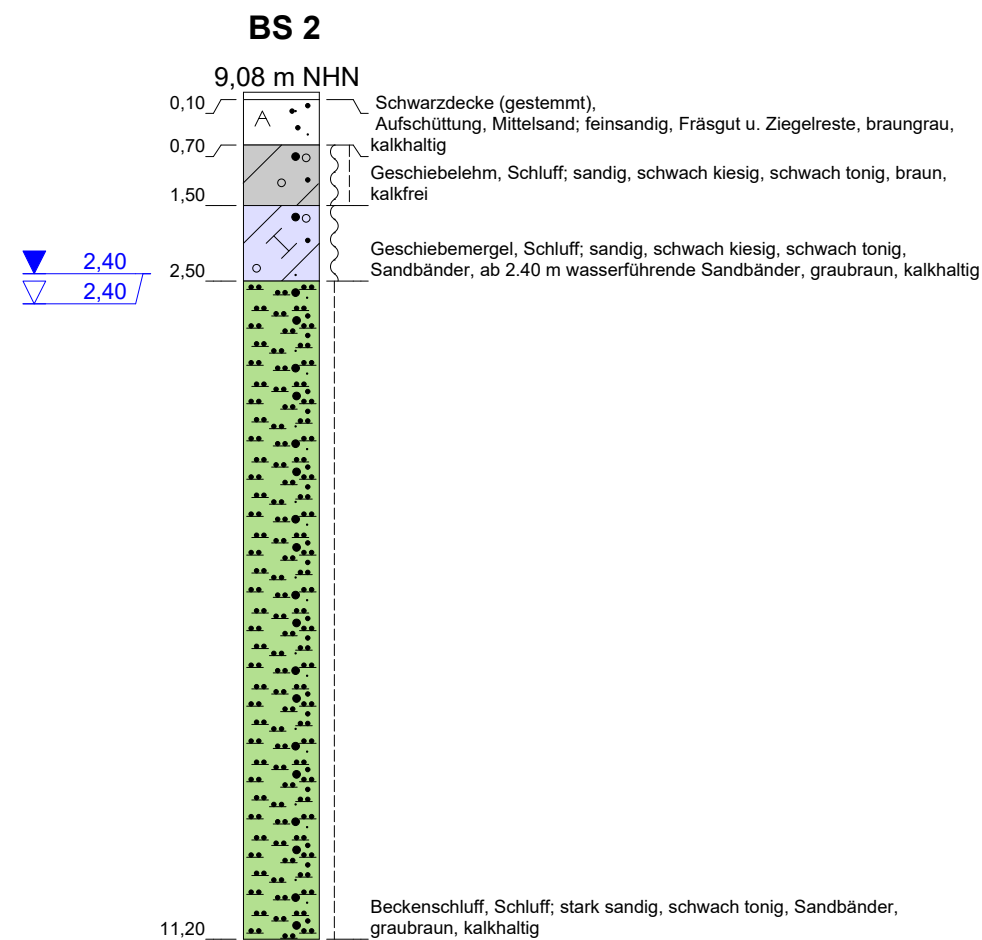 BS 2
9,08 m NHN
0,10
Schwarzdecke (gestemmt),
Aufschüttung, Mittelsand; feinsandig, Fräsgut u. Ziegelreste, braungrau,
kalkhaltig
A
0,70
Geschiebelehm, Schluff; sandig, schwach kiesig, schwach tonig, braun,
kalkfrei
1,50
Geschiebemergel, Schluff; sandig, schwach kiesig, schwach tonig,
Sandbänder, ab 2.40 m wasserführende Sandbänder, graubraun, kalkhaltig
2,50
2,40
2,40
Beckenschluff, Schluff; stark sandig, schwach tonig, Sandbänder,
graubraun, kalkhaltig
11,20